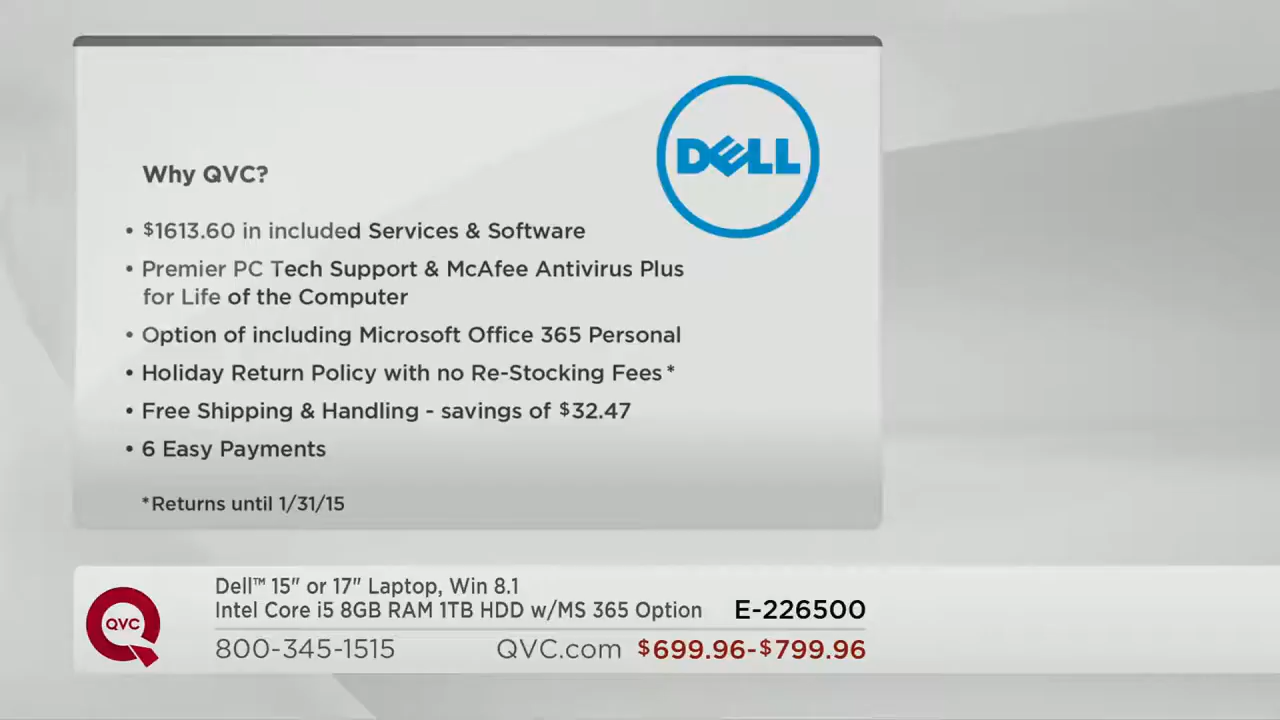 DELL
Why QVC?
• $1613.60 in included Services & Software
• Premier PC Tech Support & McAfee Antivirus Plus
for Life of the Computer
• Option of including Microsoft Office 365 Personal
• Holiday Return Policy with no Re-Stocking Fees*
• Free Shipping & Handling - savings of $32.47
• 6 Easy Payments
*Returns until 1/31/15
QVC
Dell™ 15" or 17" Laptop, Win 8.1
Intel Core i5 8GB RAM 1TB HDD w/MS 365 Option E-226500
800-345-1515 QVC.com $699.96-$799.96